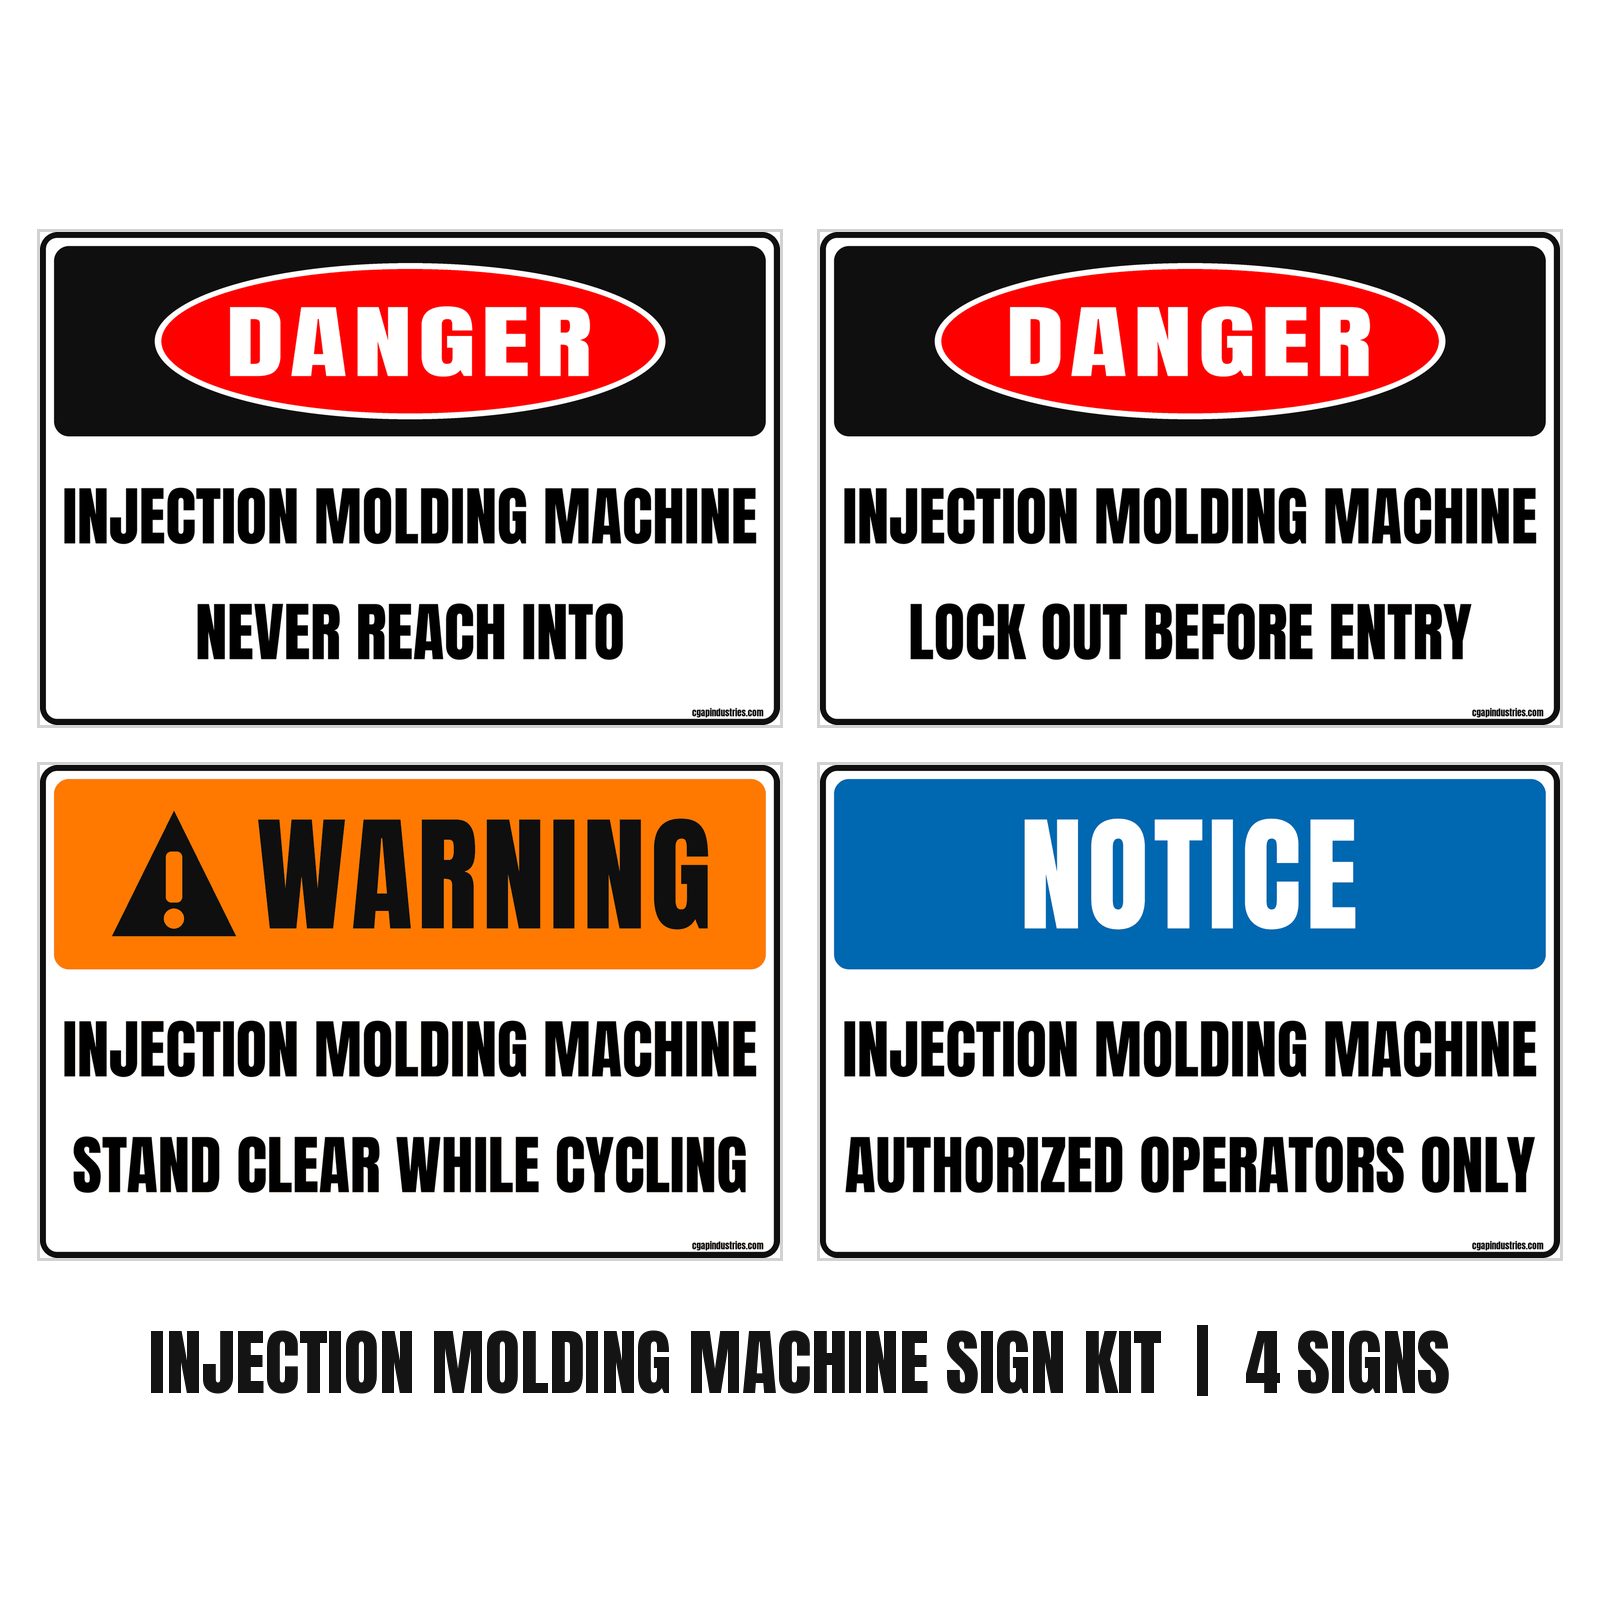 DANGER
INJECTION MOLDING MACHINE
NEVER REACH INTO
cgapindustries.com
DANGER
INJECTION MOLDING MACHINE
LOCK OUT BEFORE ENTRY
cgapindustries.com
WARNING
INJECTION MOLDING MACHINE
STAND CLEAR WHILE CYCLING
cgapindustries.com
NOTICE
INJECTION MOLDING MACHINE
AUTHORIZED OPERATORS ONLY
cgapindustries.com
INJECTION MOLDING MACHINE SIGN KIT | 4 SIGNS